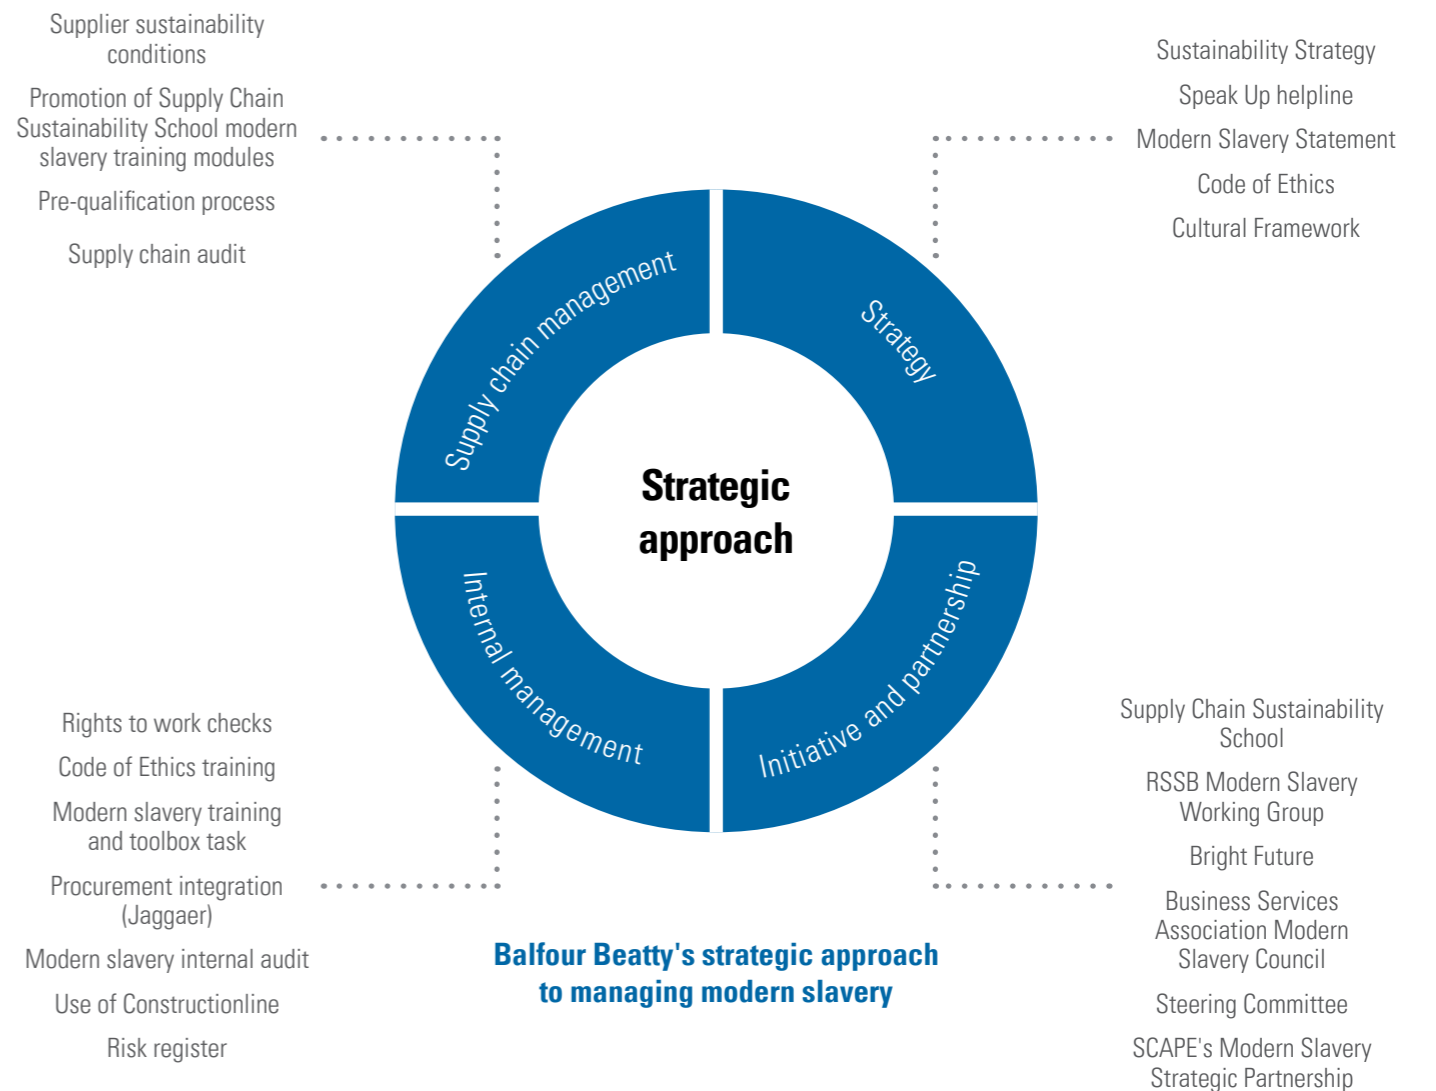 Supplier sustainability
conditions
Promotion of Supply Chain
Sustainability School modern
slavery training modules
Pre-qualification process
Supply chain audit
Sustainability Strategy
Speak Up helpline
Modern Slavery Statement
Code of Ethics
Cultural Framework
Supply chain management
Strategy
Strategic
approach
Internal management
Initiative and partnership
Rights to work checks
Code of Ethics training
Modern slavery training
and toolbox task
Procurement integration
(Jaggaer)
Modern slavery internal audit
Use of Constructionline
Risk register
Balfour Beatty's strategic approach
to managing modern slavery
Supply Chain Sustainability
School
RSSB Modern Slavery
Working Group
Bright Future
Business Services
Association Modern
Slavery Council
Steering Committee
SCAPE's Modern Slavery
Strategic Partnership